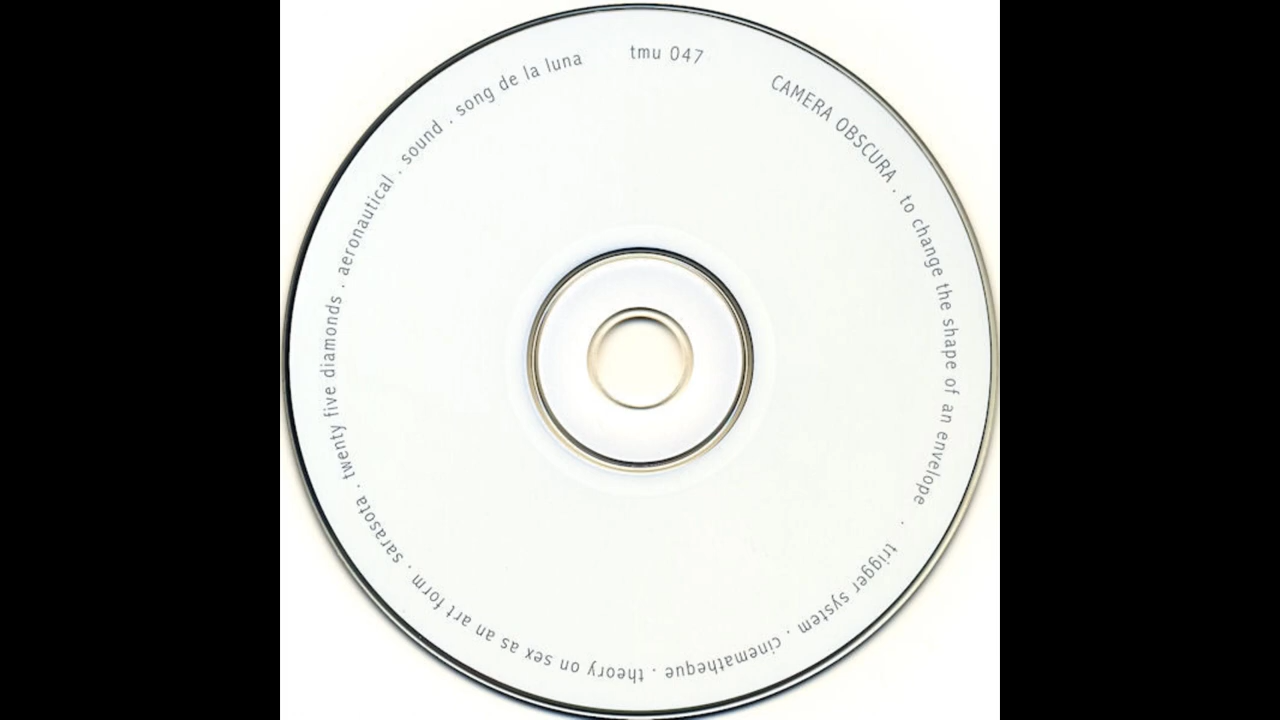 tmu 047
CAMERA OBSCURA . to change the shape of an envelope . trigger system . cinematheque . theory on sex as an art form . sarasota . twenty five diamonds . aeronautical . sound . song de la luna